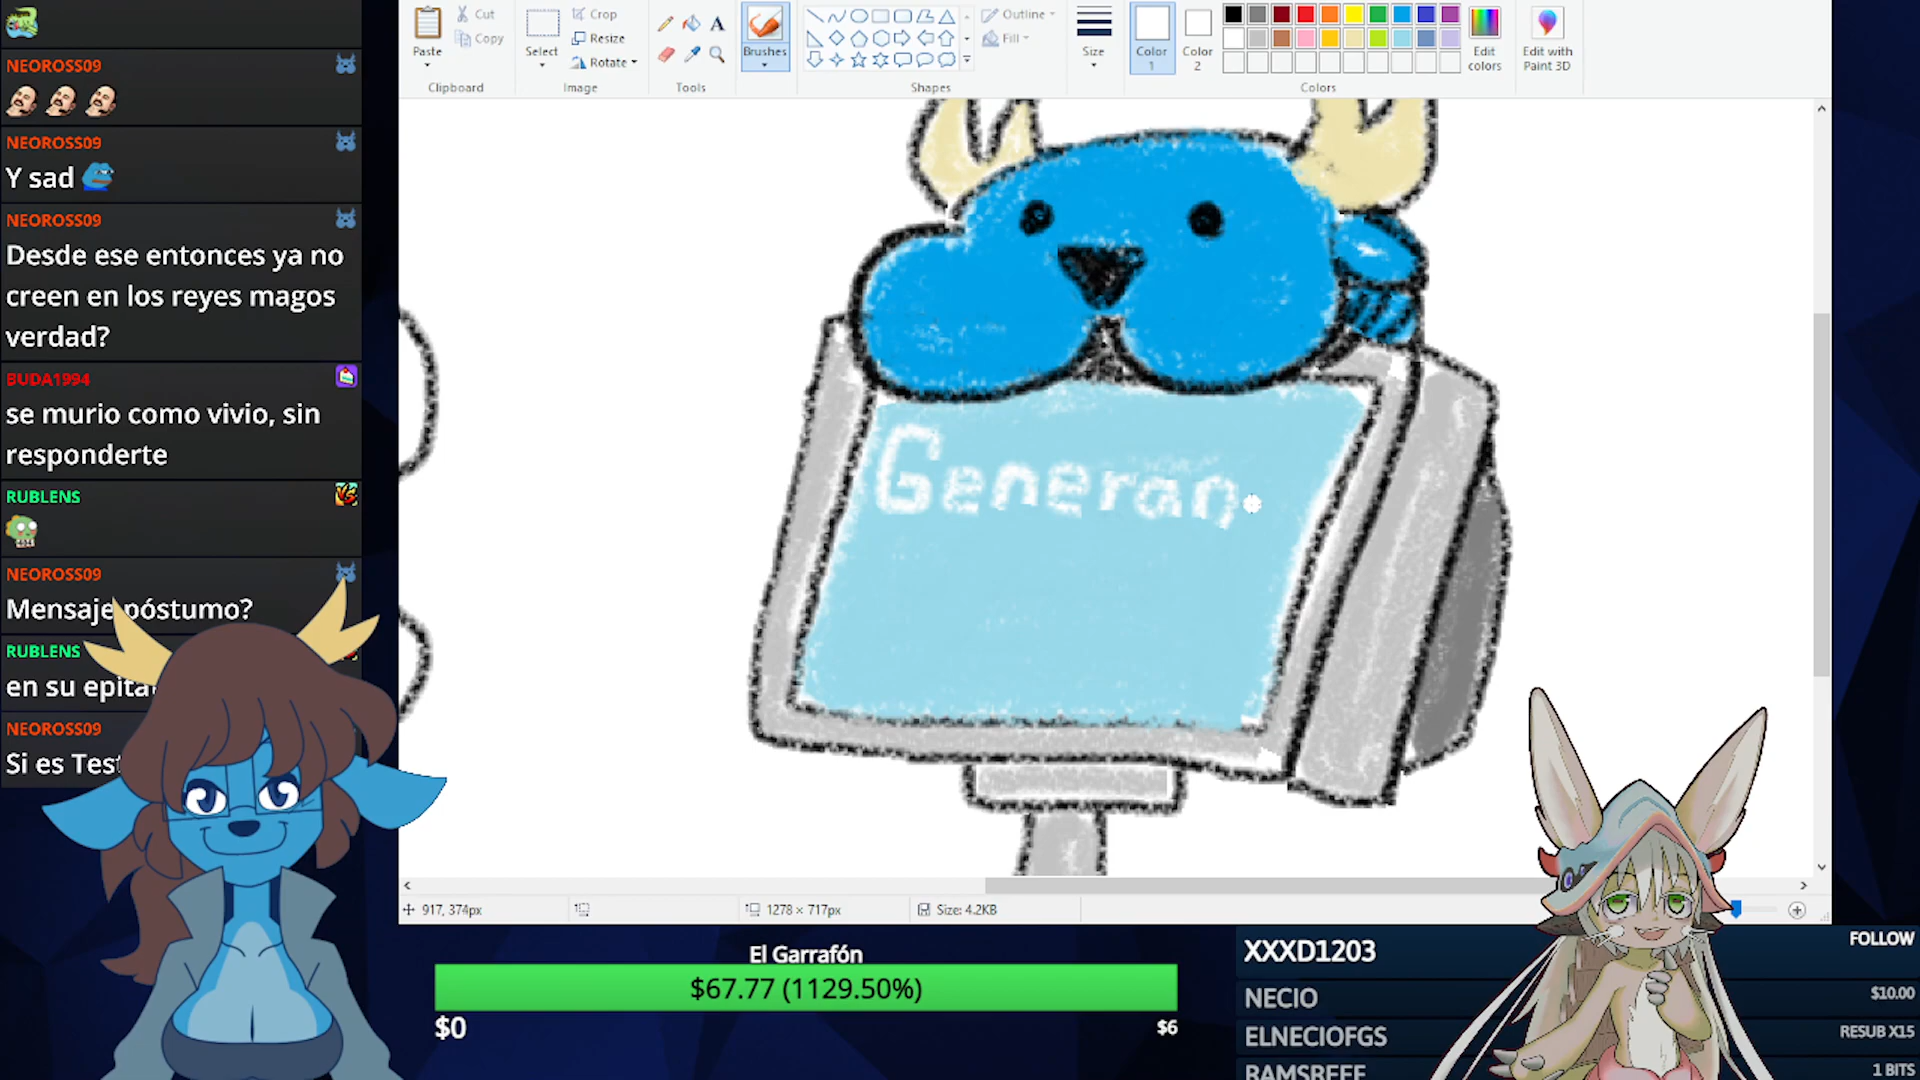 NEOROSS09
NEOROSS09
Y sad
NEOROSS09
Desde ese entonces ya no
creen en los reyes magos
verdad?
BUDA1994
se murio como vivio, sin
responderte
RUBLENS
NEOROSS09
Mensaje póstumo?
RUBLENS
en su epita
NEOROSS09
Si es Test
Paste
Cut
Copy
Clipboard
Select
Crop
Resize
Rotate
Image
A
Tools
Brushes
Shapes
Outline
Fill
Size
Color
1
Color
2
Colors
Edit
colors
Edit with
Paint 3D
Generan
917, 374px
1278 × 717px
Size: 4.2KB
El Garrafón
$67.77 (1129.50%)
$0
$6
XXXD1203
FOLLOW
NECIO
$10.00
ELNECIOFGS
RESUB X15
RAMSREEE
1 BITS